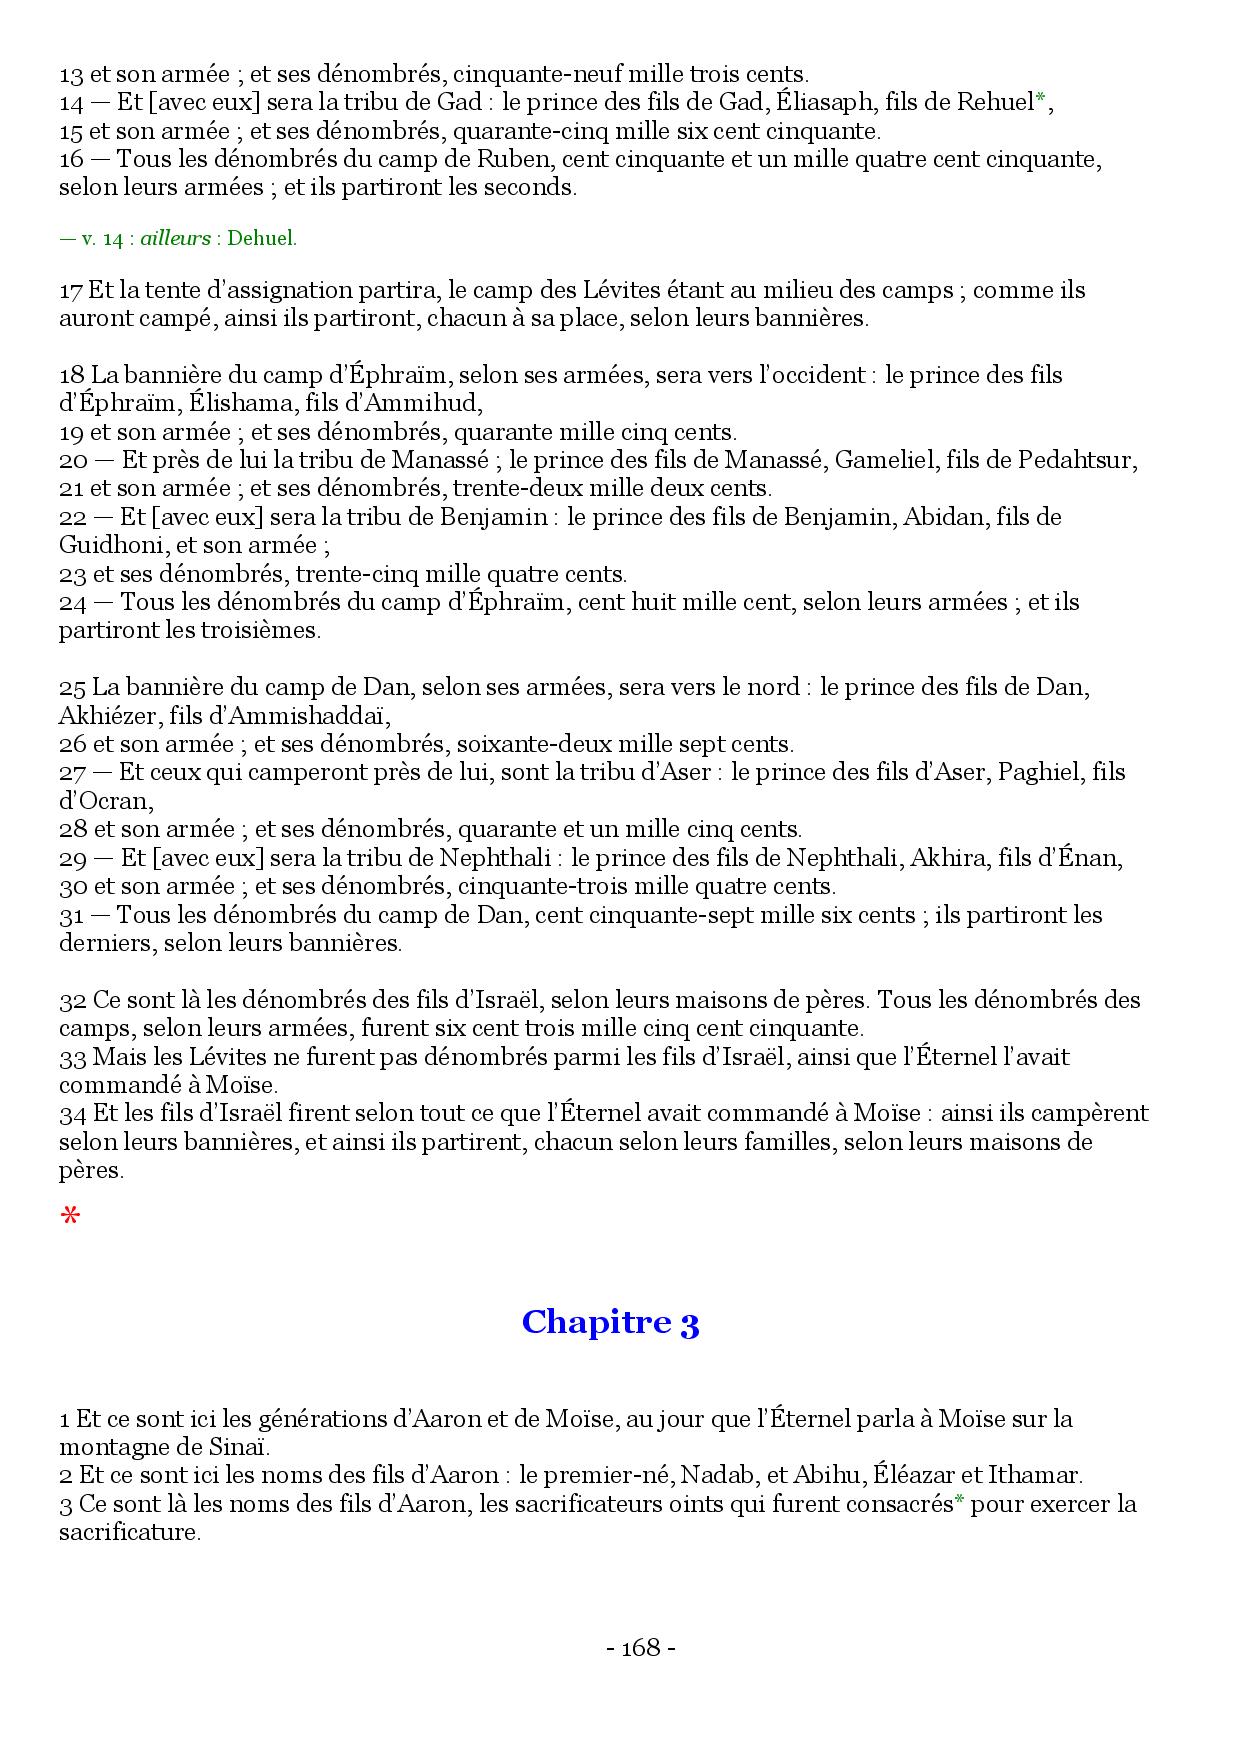 13 et son armée ; et ses dénombrés, cinquante-neuf mille trois cents.
14 — Et [avec eux] sera la tribu de Gad : le prince des fils de Gad, Éliasaph, fils de Rehuel*,
15 et son armée ; et ses dénombrés, quarante-cinq mille six cent cinquante.
16 — Tous les dénombrés du camp de Ruben, cent cinquante et un mille quatre cent cinquante,
selon leurs armées ; et ils partiront les seconds.
— v. 14 : ailleurs : Dehuel.
17 Et la tente d’assignation partira, le camp des Lévites étant au milieu des camps ; comme ils
auront campé, ainsi ils partiront, chacun à sa place, selon leurs bannières.
18 La bannière du camp d’Éphraïm, selon ses armées, sera vers l’occident : le prince des fils
d’Éphraïm, Élishama, fils d’Ammihud,
19 et son armée ; et ses dénombrés, quarante mille cinq cents.
20 — Et près de lui la tribu de Manassé ; le prince des fils de Manassé, Gameliel, fils de Pedahtsur,
21 et son armée ; et ses dénombrés, trente-deux mille deux cents.
22 — Et [avec eux] sera la tribu de Benjamin : le prince des fils de Benjamin, Abidan, fils de
Guidhoni, et son armée ;
23 et ses dénombrés, trente-cinq mille quatre cents.
24 — Tous les dénombrés du camp d’Éphraïm, cent huit mille cent, selon leurs armées ; et ils
partiront les troisièmes.
25 La bannière du camp de Dan, selon ses armées, sera vers le nord : le prince des fils de Dan,
Akhiézer, fils d’Ammishaddaï,
26 et son armée ; et ses dénombrés, soixante-deux mille sept cents.
27 — Et ceux qui camperont près de lui, sont la tribu d’Aser : le prince des fils d’Aser, Paghiel, fils
d’Ocran,
28 et son armée ; et ses dénombrés, quarante et un mille cinq cents.
29 — Et [avec eux] sera la tribu de Nephthali : le prince des fils de Nephthali, Akhira, fils d’Énan,
30 et son armée ; et ses dénombrés, cinquante-trois mille quatre cents.
31 — Tous les dénombrés du camp de Dan, cent cinquante-sept mille six cents ; ils partiront les
derniers, selon leurs bannières.
32 Ce sont là les dénombrés des fils d’Israël, selon leurs maisons de pères. Tous les dénombrés des
camps, selon leurs armées, furent six cent trois mille cinq cent cinquante.
33 Mais les Lévites ne furent pas dénombrés parmi les fils d’Israël, ainsi que l’Éternel l’avait
commandé à Moïse.
34 Et les fils d’Israël firent selon tout ce que l’Éternel avait commandé à Moïse : ainsi ils campèrent
selon leurs bannières, et ainsi ils partirent, chacun selon leurs familles, selon leurs maisons de
pères.
*
Chapitre 3
1 Et ce sont ici les générations d’Aaron et de Moïse, au jour que l’Éternel parla à Moïse sur la
montagne de Sinaï.
2 Et ce sont ici les noms des fils d’Aaron : le premier-né, Nadab, et Abihu, Éléazar et Ithamar.
3 Ce sont là les noms des fils d’Aaron, les sacrificateurs oints qui furent consacrés* pour exercer la
sacrificature.
- 168 -